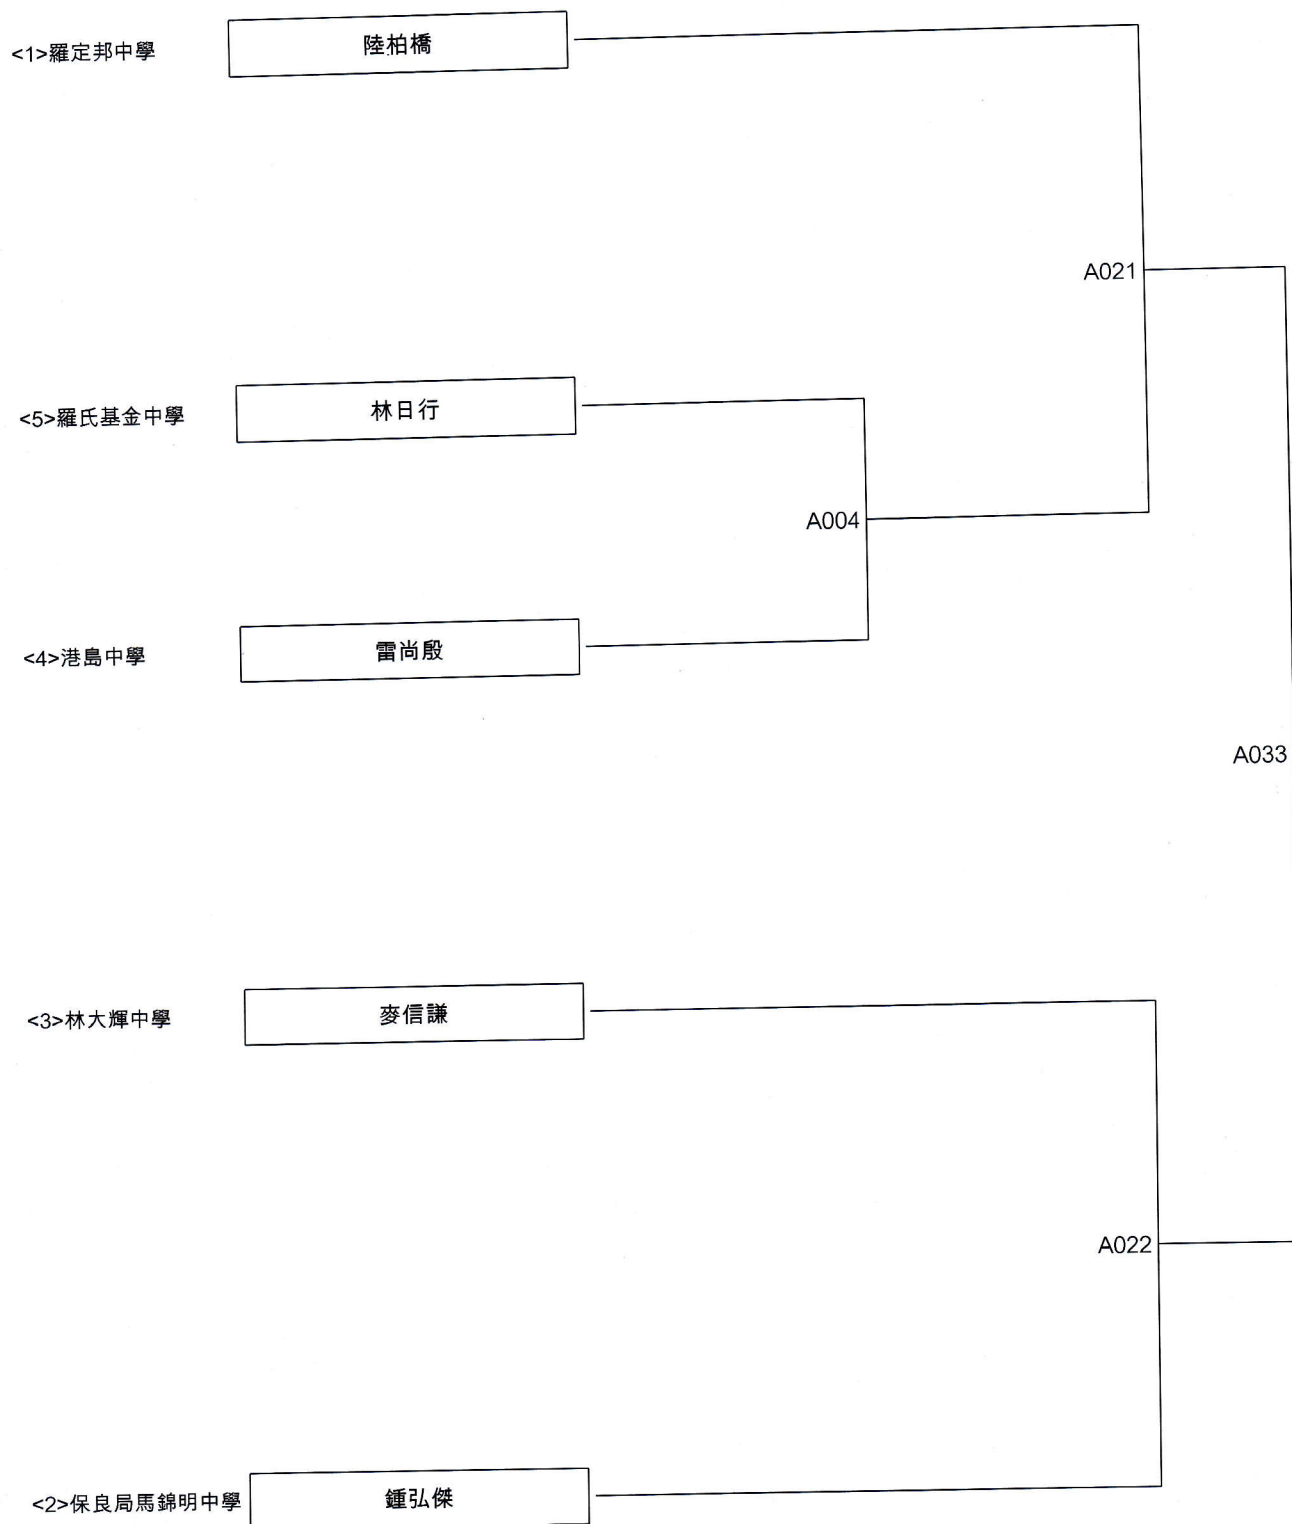 <1>羅定邦中學 陸柏橋
A021
<5>羅氏基金中學 林日行
A004
<4>港島中學 雷尚殷
A033
<3>林大輝中學 麥信謙
A022
<2>保良局馬錦明中學 鍾弘傑